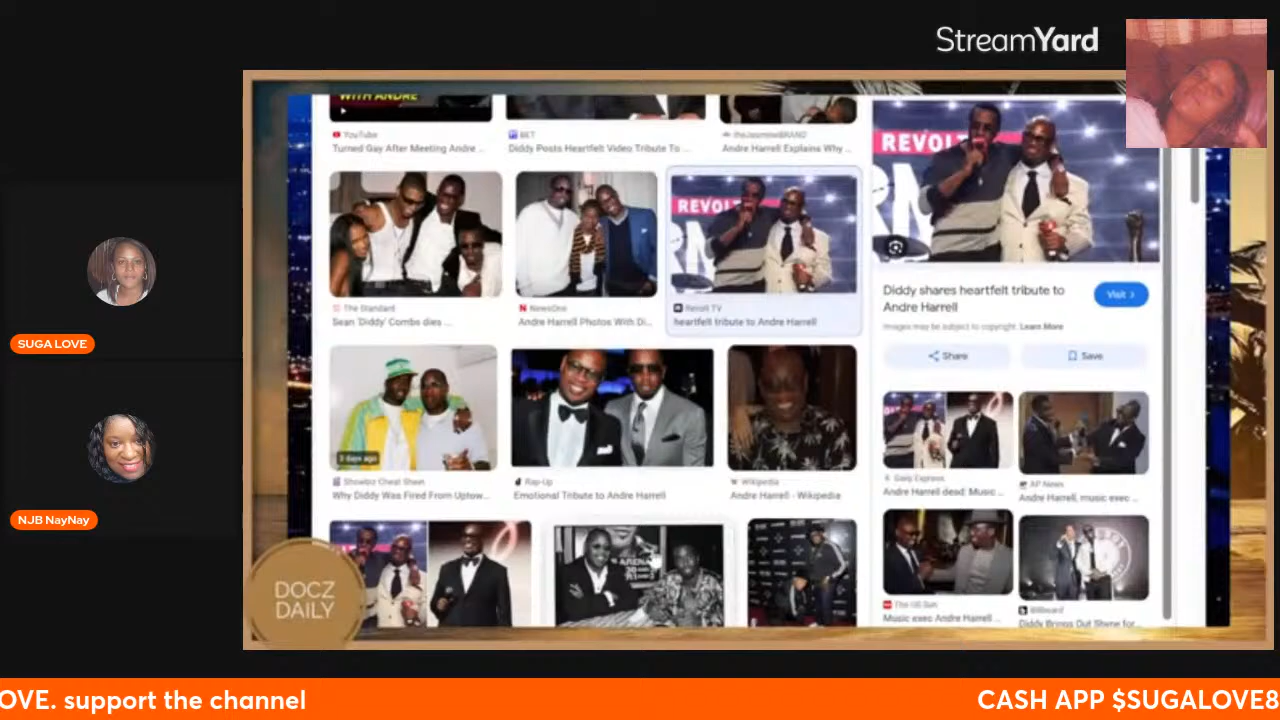 StreamYard
WITH ANDRE
YouTube
Turned Gay After Meeting Andre ...
BET
Diddy Posts Heartfelt Video Tribute To ...
theJasmineBRAND
Andre Harrell Explains Why ...
REVOLT
REVOLT
The Standard
Sean 'Diddy' Combs dies ...
NewsOne
Andre Harrell Photos With Di...
Revolt TV
heartfelt tribute to Andre Harrell
Diddy shares heartfelt tribute to
Andre Harrell
Visit >
Images may be subject to copyright. Learn More
Share
Save
SUGA LOVE
3 days ago
Showbiz Cheat Sheet
Why Diddy Was Fired From Uptow...
Rap-Up
Emotional Tribute to Andre Harrell
Wikipedia
Andre Harrell - Wikipedia
Daily Express
Andre Harrell dead: Music ...
AP News
Andre Harrell, music exec ...
NJB NayNay
DOCZ
DAILY
The US Sun
Music exec Andre Harrell ...
Billboard
Diddy Brings Out Shyne for...
OVE. support the channel
CASH APP $SUGALOVE8